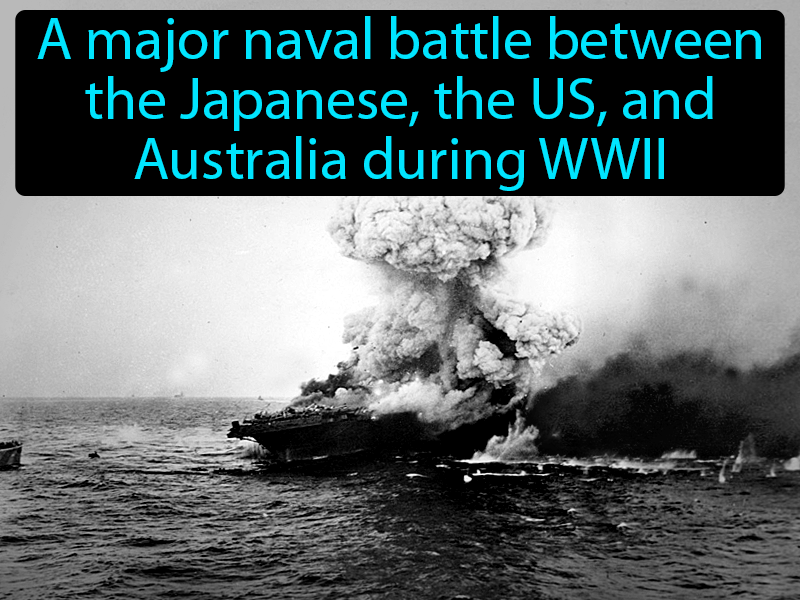 A major naval battle between
the Japanese, the US, and
Australia during WWII